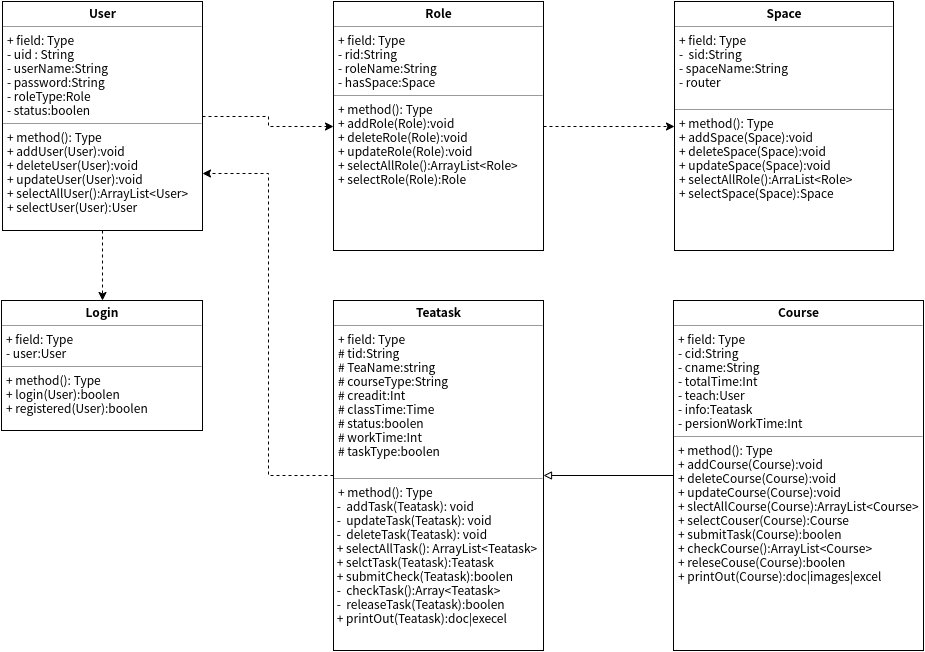 User
+ field: Type
- uid : String
- userName:String
- password:String
- roleType:Role
- status:boolen
+ method(): Type
+ addUser(User):void
+ deleteUser(User):void
+ updateUser(User):void
+ selectAllUser():ArrayList<User>
+ selectUser(User):User
Role
+ field: Type
- rid:String
- roleName:String
- hasSpace:Space
+ method(): Type
+ addRole(Role):void
+ deleteRole(Role):void
+ updateRole(Role):void
+ selectAllRole():ArrayList<Role>
+ selectRole(Role):Role
Space
+ field: Type
- sid:String
- spaceName:String
- router
+ method(): Type
+ addSpace(Space):void
+ deleteSpace(Space):void
+ updateSpace(Space):void
+ selectAllRole():ArraList<Role>
+ selectSpace(Space):Space
Login
+ field: Type
- user:User
+ method(): Type
+ login(User):boolen
+ registered(User):boolen
Teatask
+ field: Type
# tid:String
# TeaName:string
# courseType:String
# creadit:Int
# classTime:Time
# status:boolen
# workTime:Int
# taskType:boolen
+ method(): Type
- addTask(Teatask): void
- updateTask(Teatask): void
- deleteTask(Teatask): void
+ selectAllTask(): ArrayList<Teatask>
+ selctTask(Teatask):Teatask
+ submitCheck(Teatask):boolen
- checkTask():Array<Teatask>
- releaseTask(Teatask):boolen
+ printOut(Teatask):doc|execel
Course
+ field: Type
- cid:String
- cname:String
- totalTime:Int
- teach:User
- info:Teatask
- persionWorkTime:Int
+ method(): Type
+ addCourse(Course):void
+ deleteCourse(Course):void
+ updateCourse(Course):void
+ slectAllCourse(Course):ArrayList<Course>
+ selectCouser(Course):Course
+ submitTask(Course):boolen
+ checkCourse():ArrayList<Course>
+ releseCouse(Course):boolen
+ printOut(Course):doc|images|excel